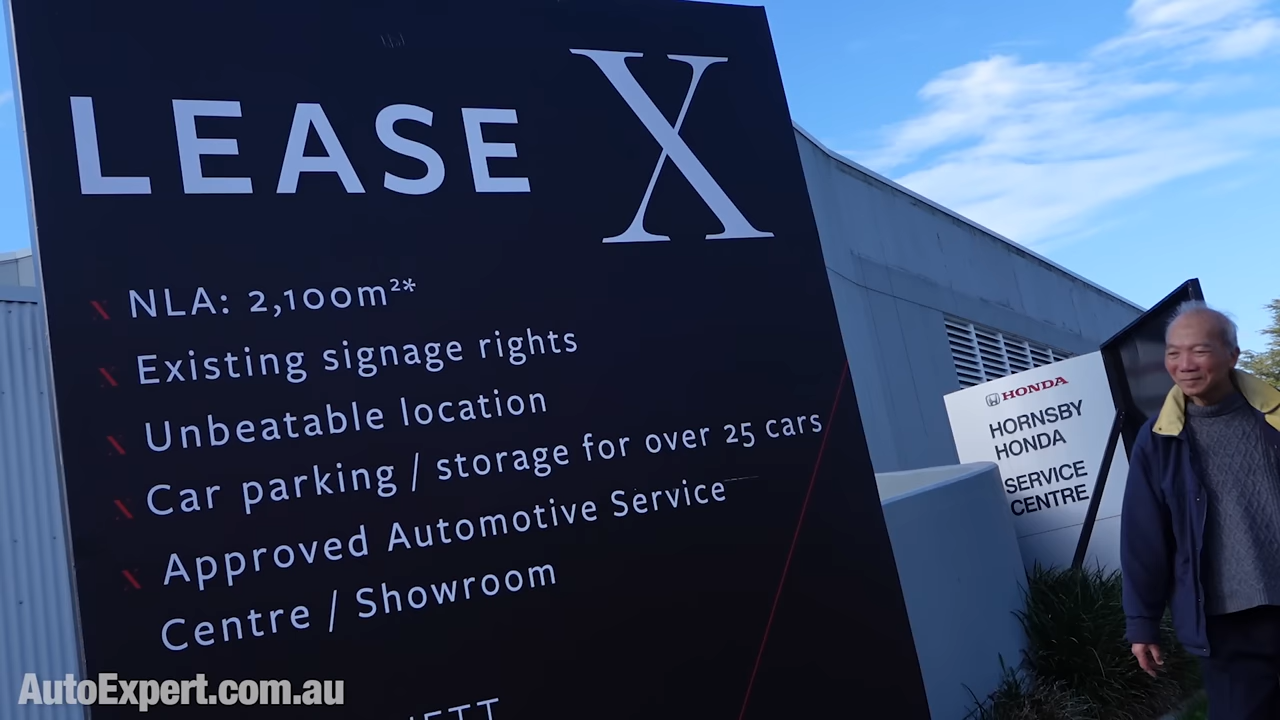 LEASE X
NLA: 2,100m²*
Existing signage rights
Unbeatable location
Car parking / storage for over 25 cars
Approved Automotive Service
Centre / Showroom
HONDA
HORNSBY
HONDA
SERVICE
CENTRE
AutoExpert.com.au